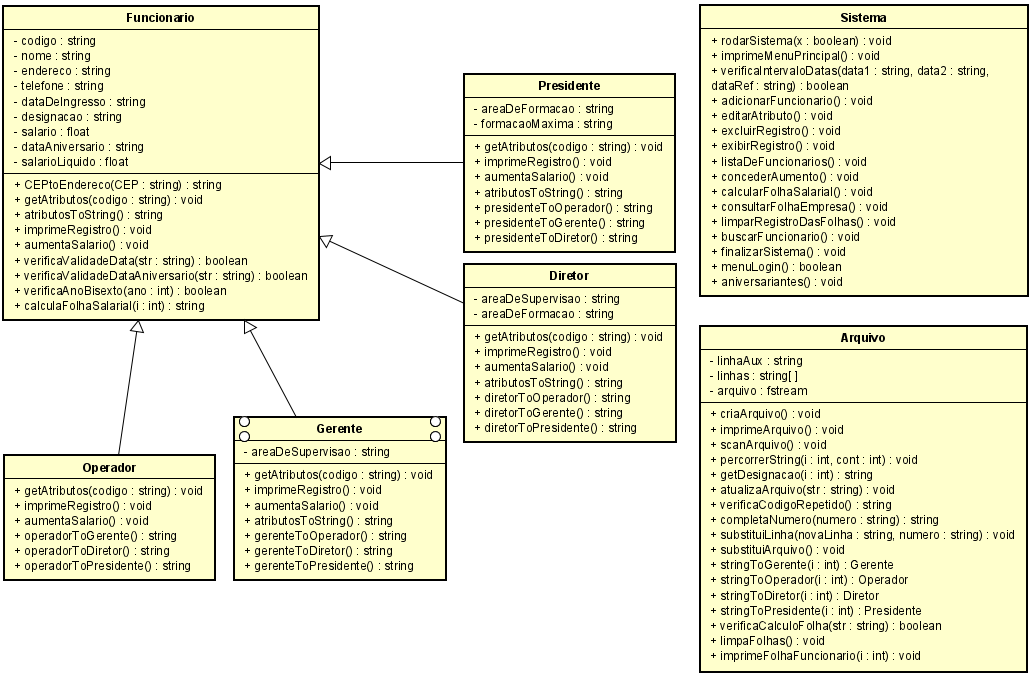 Funcionario
- codigo : string
- nome : string
- endereco : string
- telefone : string
- dataDeIngresso : string
- designacao : string
- salario : float
- dataAniversario : string
- salarioLiquido : float
+ CEPtoEndereco(CEP : string) : string
+ getAtributos(codigo : string) : void
+ atributosToString() : string
+ imprimeRegistro() : void
+ aumentaSalario() : void
+ verificaValidadeData(str : string) : boolean
+ verificaValidadeDataAniversario(str : string) : boolean
+ verificaAnoBisexto(ano : int) : boolean
+ calculaFolhaSalarial(i : int) : string
Presidente
- areaDeFormacao : string
- formacaoMaxima : string
+ getAtributos(codigo : string) : void
+ imprimeRegistro() : void
+ aumentaSalario() : void
+ atributosToString() : string
+ presidenteToOperador() : string
+ presidenteToGerente() : string
+ presidenteToDiretor() : string
Diretor
- areaDeSupervisao : string
- areaDeFormacao : string
+ getAtributos(codigo : string) : void
+ imprimeRegistro() : void
+ aumentaSalario() : void
+ atributosToString() : string
+ diretorToOperador() : string
+ diretorToGerente() : string
+ diretorToPresidente() : string
Operador
+ getAtributos(codigo : string) : void
+ imprimeRegistro() : void
+ aumentaSalario() : void
+ operadorToGerente() : string
+ operadorToDiretor() : string
+ operadorToPresidente() : string
Gerente
- areaDeSupervisao : string
+ getAtributos(codigo : string) : void
+ imprimeRegistro() : void
+ aumentaSalario() : void
+ atributosToString() : string
+ gerenteToOperador() : string
+ gerenteToDiretor() : string
+ gerenteToPresidente() : string
Sistema
+ rodarSistema(x : boolean) : void
+ imprimeMenuPrincipal() : void
+ verificaIntervaloDatas(data1 : string, data2 : string,
dataRef : string) : boolean
+ adicionarFuncionario() : void
+ editarAtributo() : void
+ excluirRegistro() : void
+ exibirRegistro() : void
+ listaDeFuncionarios() : void
+ concederAumento() : void
+ calcularFolhaSalarial() : void
+ consultarFolhaEmpresa() : void
+ limparRegistroDasFolhas() : void
+ buscarFuncionario() : void
+ finalizarSistema() : void
+ menuLogin() : boolean
+ aniversariantes() : void
Arquivo
- linhaAux : string
- linhas : string[ ]
- arquivo : fstream
+ criaArquivo() : void
+ imprimeArquivo() : void
+ scanArquivo() : void
+ percorrerString(i : int, cont : int) : void
+ getDesignacao(i : int) : string
+ atualizaArquivo(str : string) : void
+ verificaCodigoRepetido() : string
+ completaNumero(numero : string) : string
+ substituiLinha(novaLinha : string, numero : string) : void
+ substituiArquivo() : void
+ stringToGerente(i : int) : Gerente
+ stringToOperador(i : int) : Operador
+ stringToDiretor(i : int) : Diretor
+ stringToPresidente(i : int) : Presidente
+ verificaCalculoFolha(str : string) : boolean
+ limpaFolhas() : void
+ imprimeFolhaFuncionario(i : int) : void